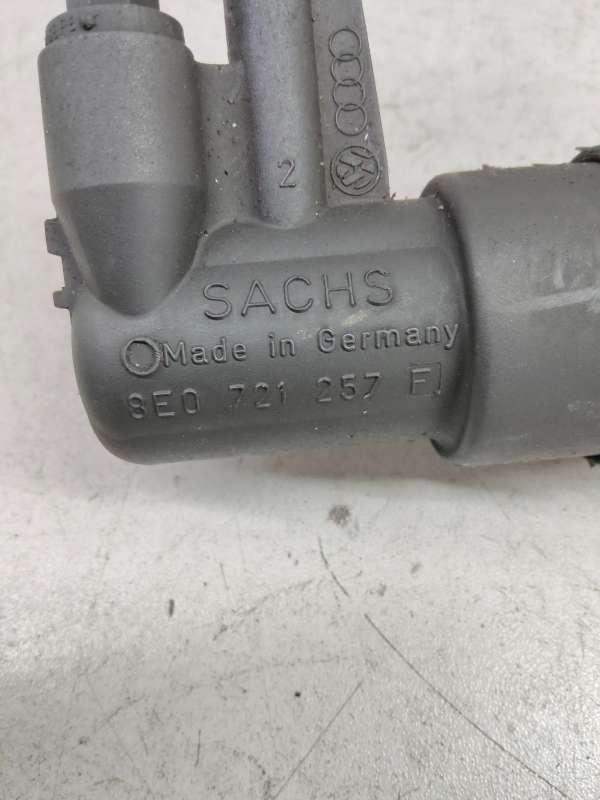 2
SACHS
Made in Germany
8E0 721 257 F